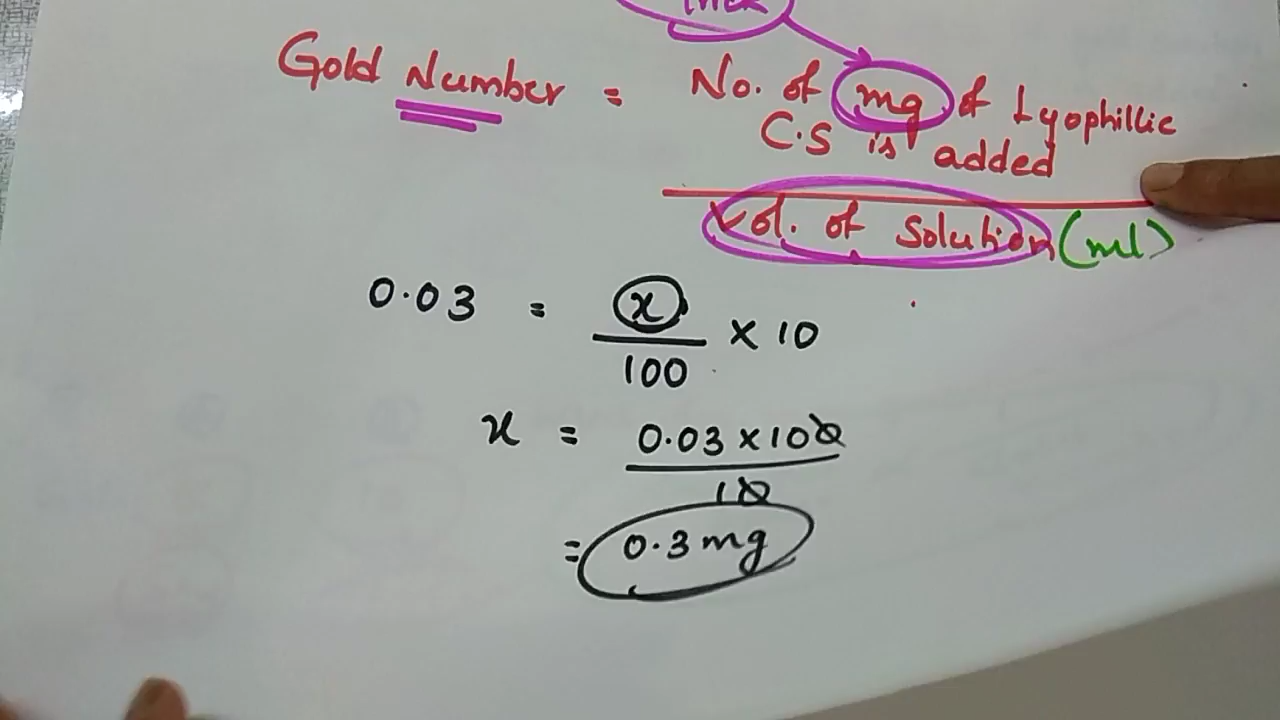 Gold Number = No. of mg of Lyophillic
C.S is added
Vol. of Solution (ml)
0.03 = x / 100 × 10
x = 0.03 × 100 / 10
= 0.3 mg